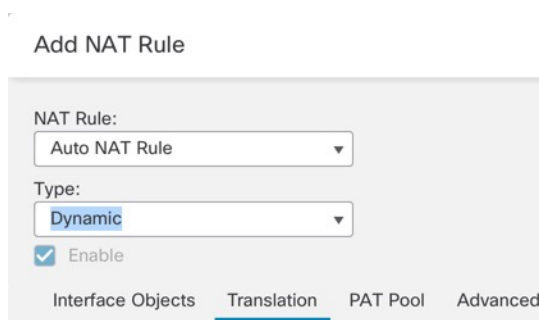 Add NAT Rule
NAT Rule:
Auto NAT Rule
Type:
Dynamic
Enable
Interface Objects Translation PAT Pool Advanced